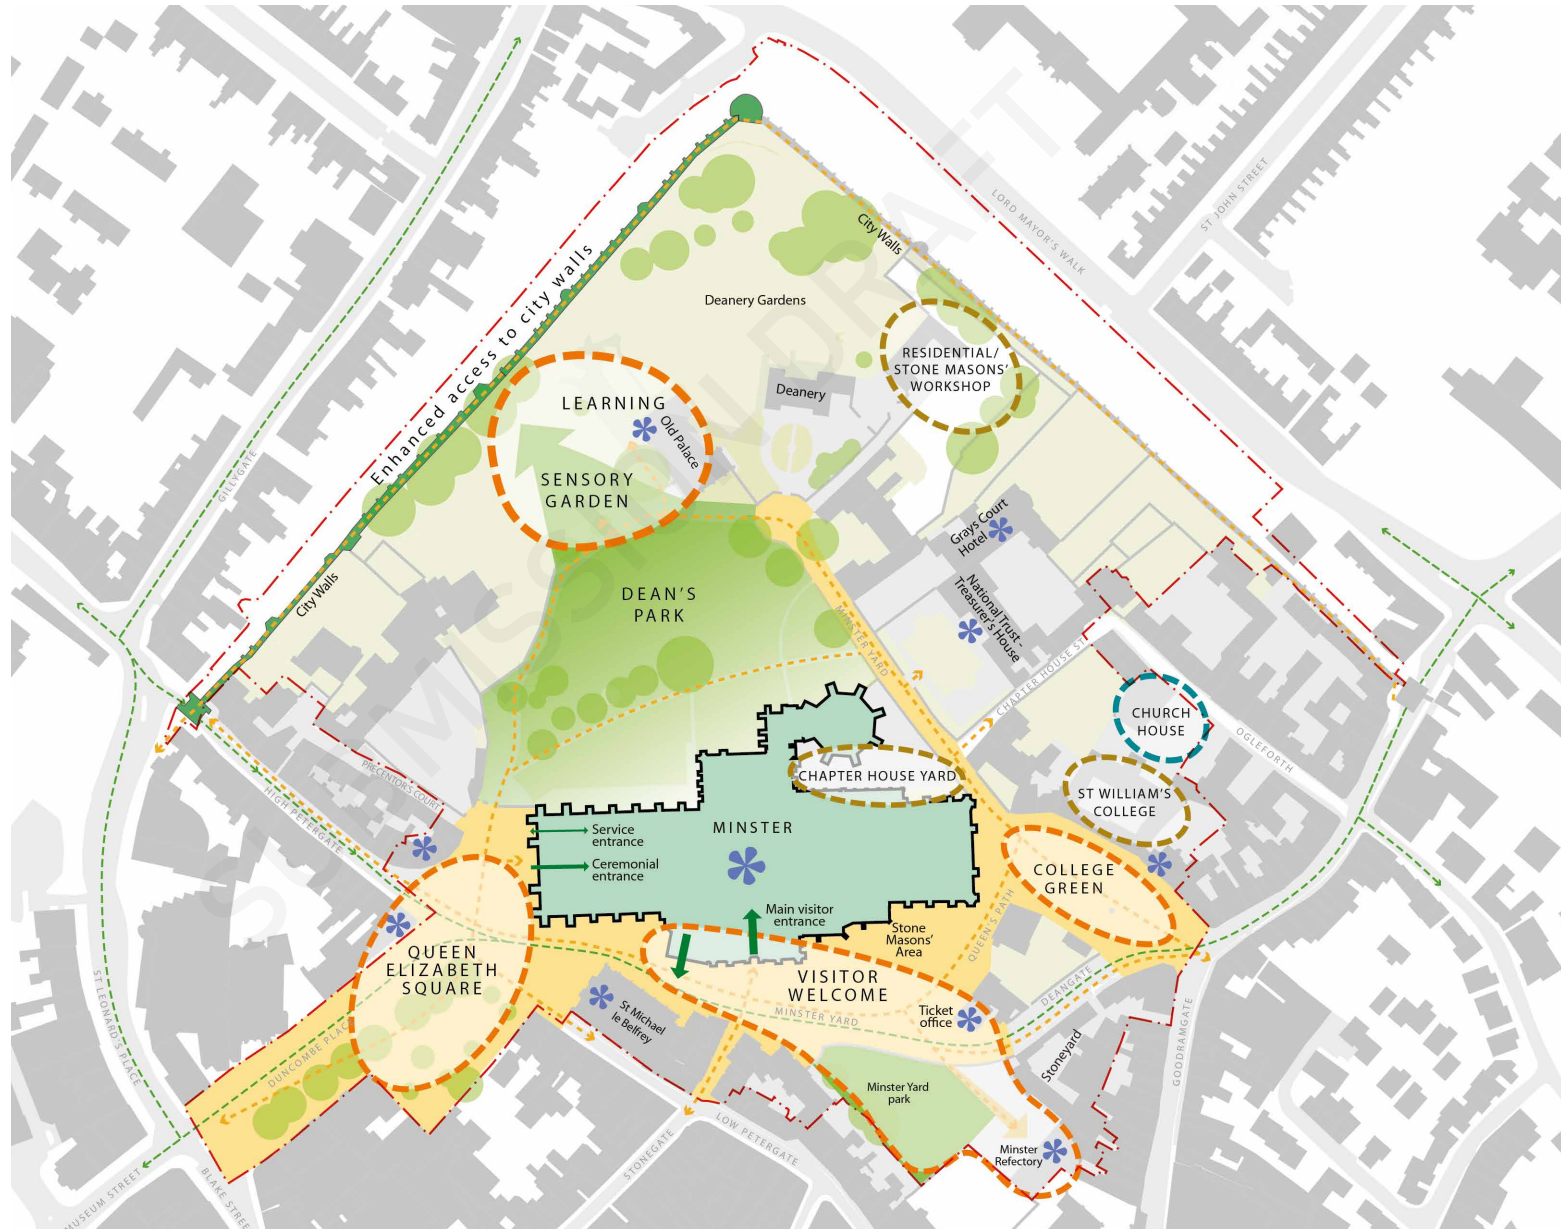 SUBMISSION DRAFT
LORD MAYOR'S WALK
ST JOHN STREET
City Walls
Enhanced access to city walls
Deanery Gardens
RESIDENTIAL/
STONE MASONS'
WORKSHOP
Deanery
LEARNING
Old Palace
SENSORY
GARDEN
GILLYGATE
City Walls
Grays Court
Hotel
DEAN'S
PARK
National Trust -
Treasurer's House
MINSTER YARD
CHAPTER HOUSE ST
CHURCH
HOUSE
OGLEFORTH
PRECENTOR'S COURT
HIGH PETERGATE
CHAPTER HOUSE YARD
ST WILLIAM'S
COLLEGE
MINSTER
Service
entrance
Ceremonial
entrance
COLLEGE
GREEN
Main visitor
entrance
Stone
Masons'
Area
QUEEN'S PATH
QUEEN
ELIZABETH
SQUARE
VISITOR
WELCOME
DEANGATE
ST LEONARD'S PLACE
St Michael
le Belfrey
MINSTER YARD
Ticket
office
DUNCOMBE PLACE
Stoneyard
GOODRAMGATE
Minster Yard
park
LOW PETERGATE
STONEGATE
Minster
Refectory
MUSEUM STREET
BLAKE STREE